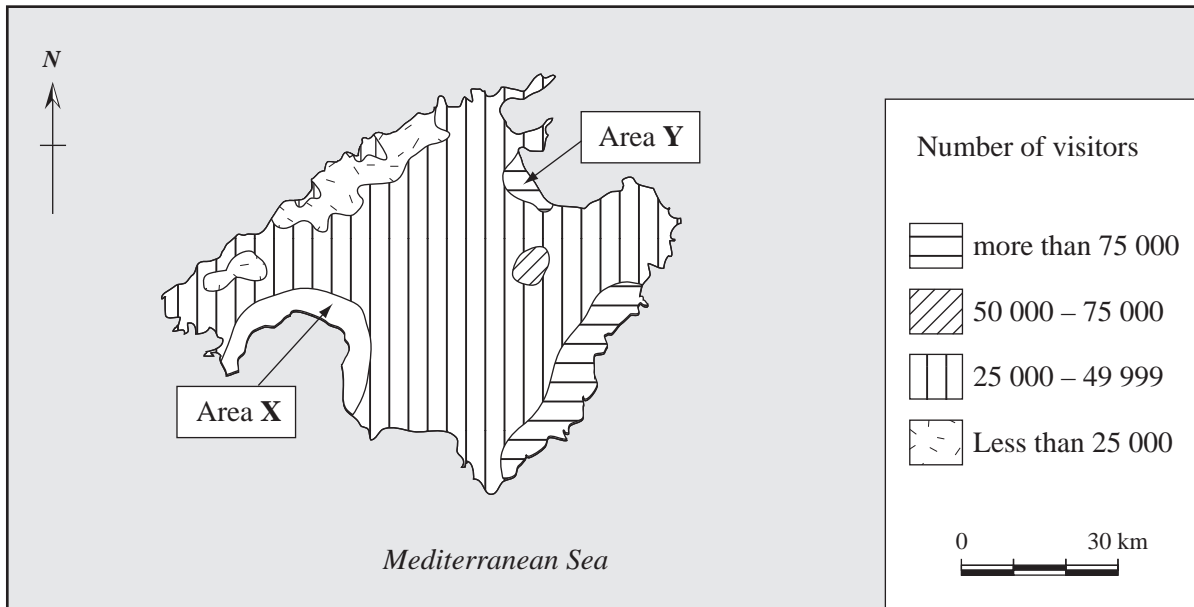 N
Area Y
Area X
Mediterranean Sea
Number of visitors
more than 75 000
50 000 – 75 000
25 000 – 49 999
Less than 25 000
0 30 km